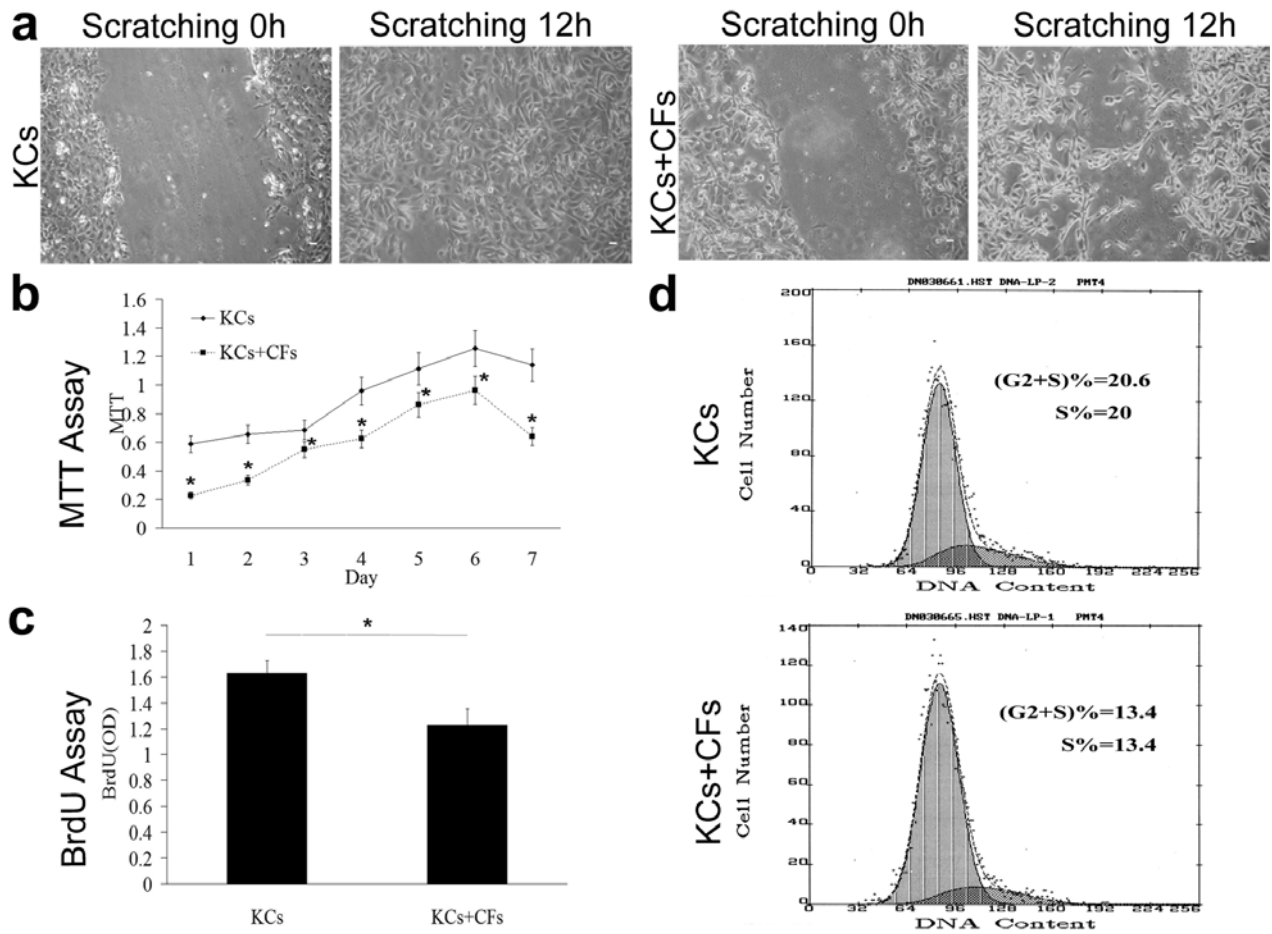 a
Scratching 0h
Scratching 12h
Scratching 0h
Scratching 12h
KCs
KCs+CFs
b
MTT Assay
MTT
1.6
1.4
1.2
1
0.8
0.6
0.4
0.2
0
KCs
KCs+CFs
*
*
*
*
*
*
*
1 2 3 4 5 6 7
Day
c
BrdU Assay
BrdU(OD)
2
1.8
1.6
1.4
1.2
1
0.8
0.6
0.4
0.2
0
*
KCs
KCs+CFs
d
KCs
DN030661.HST DNA-LP-2 PMT4
Cell Number
200
160
120
80
40
0
(G2+S)%=20.6
S%=20
0 32 64 96 128 160 192 224 256
DNA Content
KCs+CFs
DN030665.HST DNA-LP-1 PMT4
Cell Number
140
120
100
80
60
40
20
0
(G2+S)%=13.4
S%=13.4
0 32 64 96 128 160 192 224 256
DNA Content